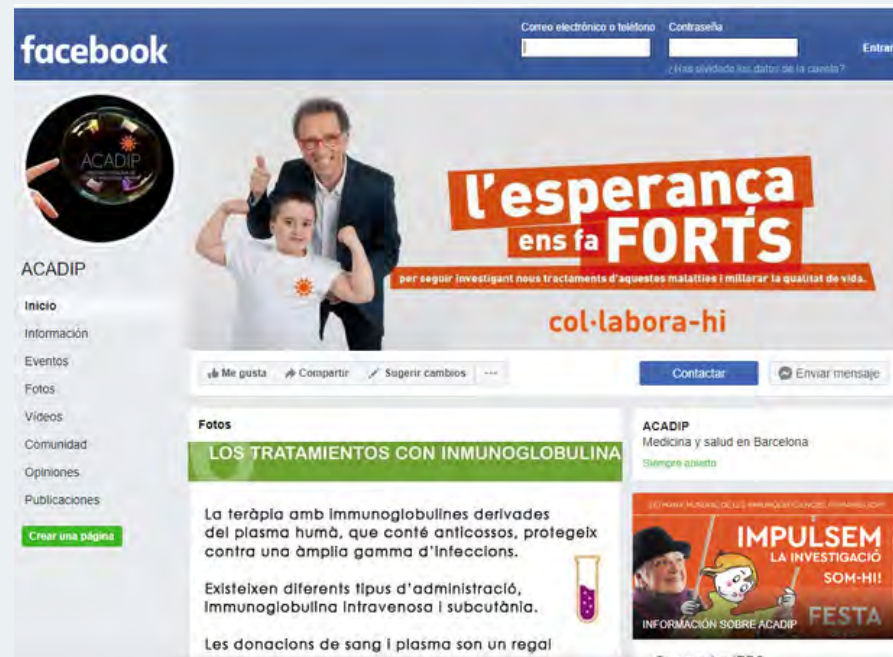 facebook
Correo electrónico o teléfono
Contraseña
Entrar
¿Has olvidado los datos de la cuenta?
ACADIP
ACADIP
Inicio
Información
Eventos
Fotos
Vídeos
Comunidad
Opiniones
Publicaciones
Crear una página
l'esperança
ens fa FORTS
per seguir investigant nous tractaments d'aquestes malalties i millorar la qualitat de vida.
col·labora-hi
Me gusta
Compartir
Sugerir cambios
...
Contactar
Enviar mensaje
Fotos
LOS TRATAMIENTOS CON INMUNOGLOBULINA
La teràpia amb immunoglobulines derivades
del plasma humà, que conté anticossos, protegeix
contra una àmplia gamma d'infeccions.
Existeixen diferents tipus d'administració,
immunoglobulina intravenosa i subcutània.
Les donacions de sang i plasma son un regal
ACADIP
Medicina y salud en Barcelona
Siempre abierto
IMPULSEM
LA INVESTIGACIÓ
SOM-HI!
FESTA
INFORMACIÓN SOBRE ACADIP